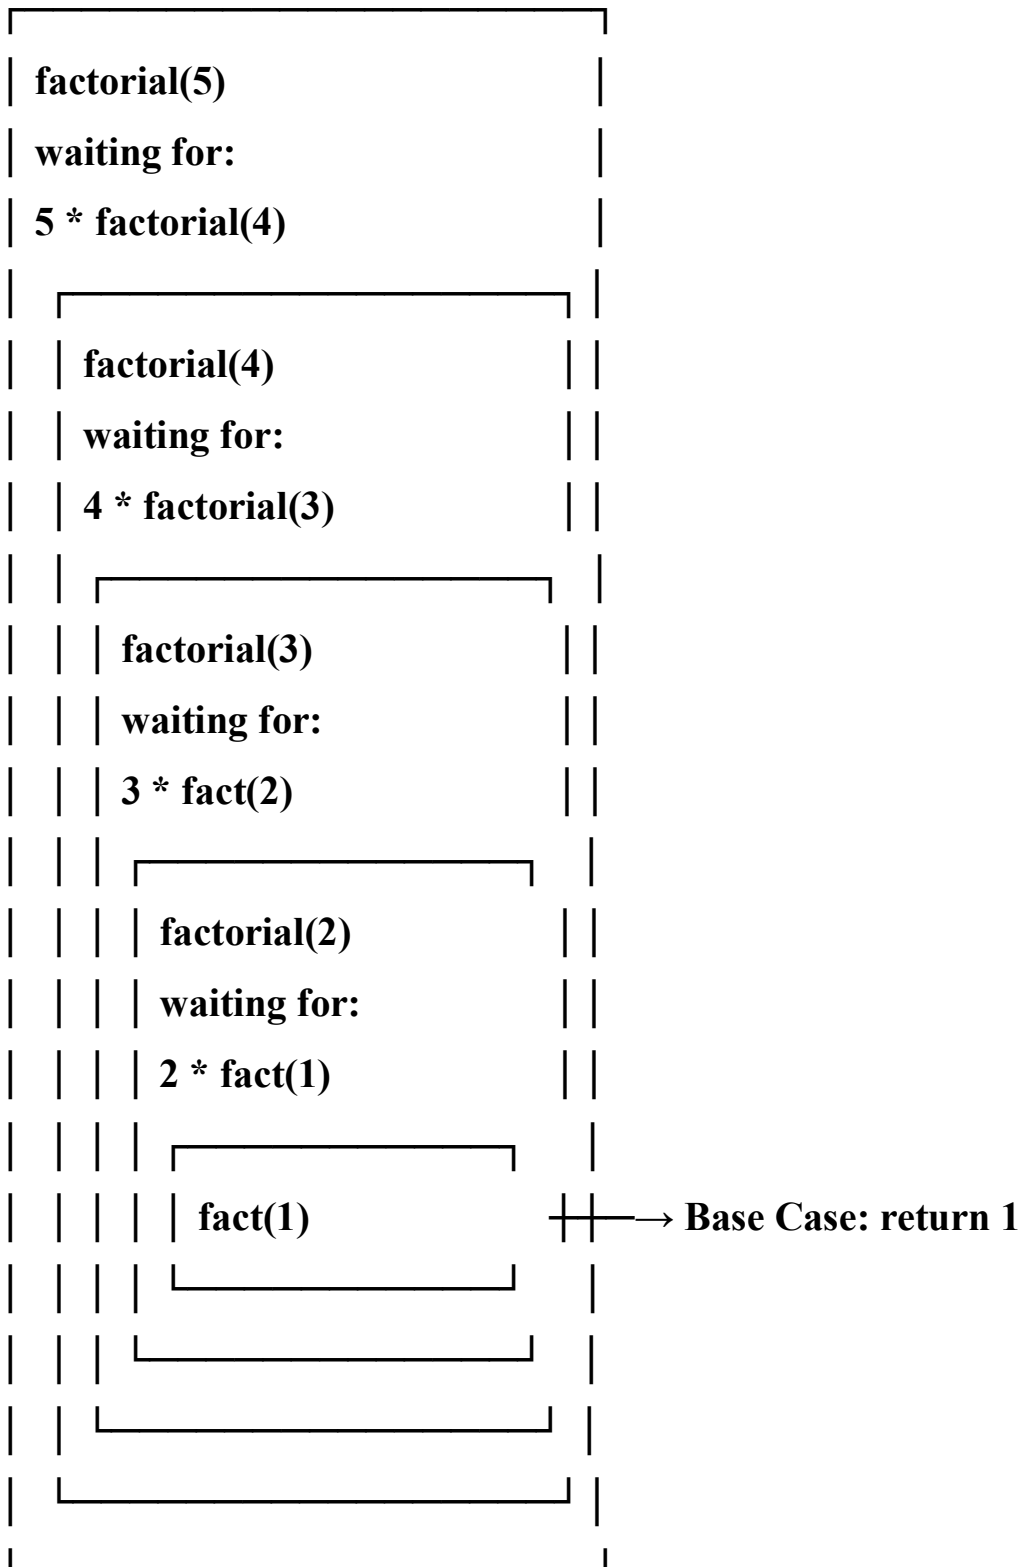 factorial(5)
waiting for:
5 * factorial(4)
factorial(4)
waiting for:
4 * factorial(3)
factorial(3)
waiting for:
3 * fact(2)
factorial(2)
waiting for:
2 * fact(1)
fact(1) → Base Case: return 1